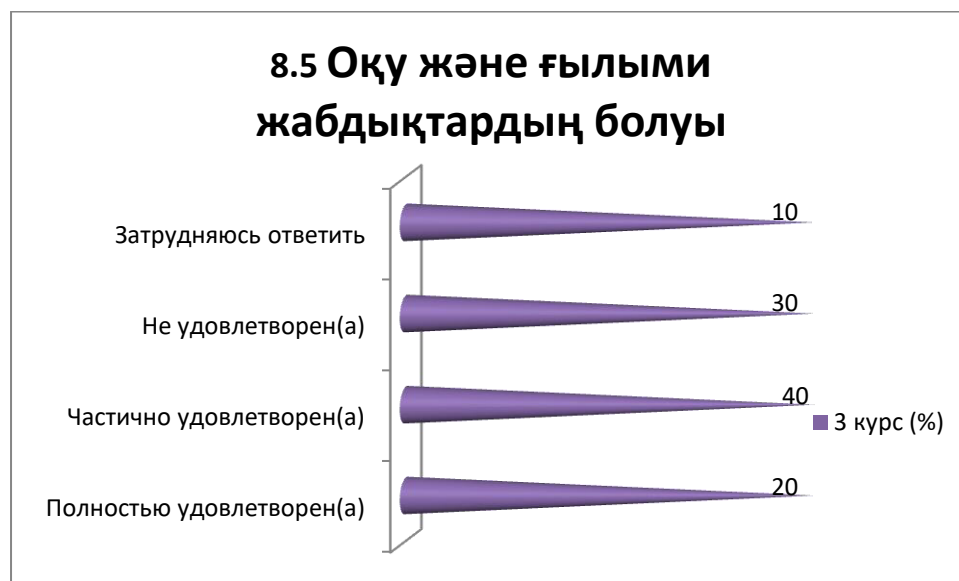 8.5 Оқу және ғылыми
жабдықтардың болуы
Затрудняюсь ответить
10
Не удовлетворен(а)
30
Частично удовлетворен(а)
40
3 курс (%)
Полностью удовлетворен(а)
20